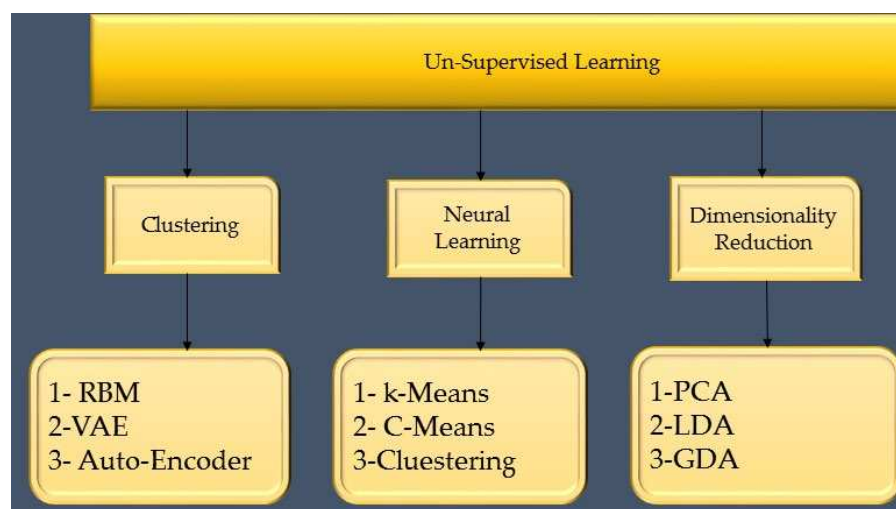 Un-Supervised Learning
Clustering
Neural
Learning
Dimensionality
Reduction
1- RBM
2-VAE
3- Auto-Encoder
1- k-Means
2- C-Means
3-Cluestering
1-PCA
2-LDA
3-GDA